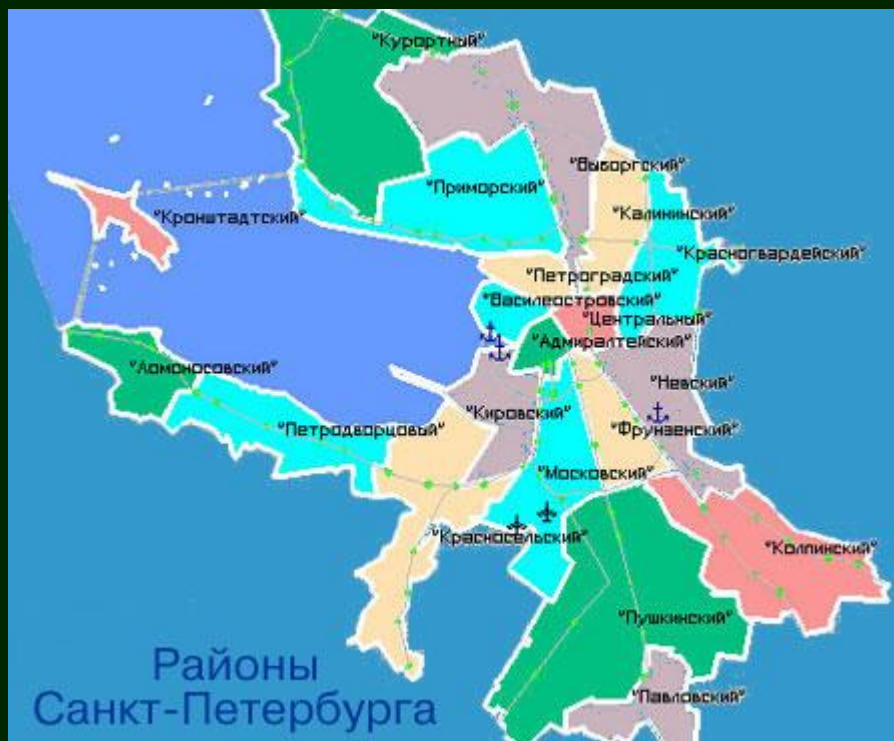 "Курортный"
"Выборгский"
"Приморский"
"Калининский"
"Кронштадтский"
"Красногвардейский"
"Петроградский"
"Василеостровский"
"Центральный"
"Адмиралтейский"
"Ломоносовский"
"Невский"
"Кировский"
"Петродворцовый"
"Фрунзенский"
"Московский"
"Красносельский"
"Колпинский"
"Пушкинский"
"Павловский"
Районы
Санкт-Петербурга